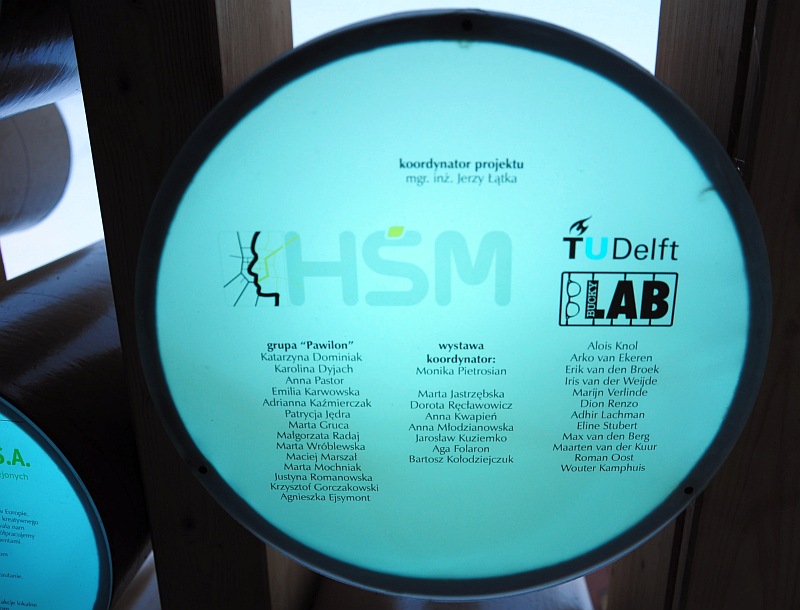 koordynator projektu
mgr. inż. Jerzy Łątka
HŚM
TU Delft
BUCKY LAB
grupa “Pawilon”
Katarzyna Dominiak
Karolina Dyjach
Anna Pastor
Emilia Karwowska
Adrianna Kaźmierczak
Patrycja Jędra
Marta Gruca
Małgorzata Radaj
Marta Wróblewska
Maciej Marszał
Marta Mochniak
Justyna Romanowska
Krzysztof Gorczakowski
Agnieszka Ejsymont
wystawa
koordynator:
Monika Pietrosian
Marta Jastrzębska
Dorota Ręcławowicz
Anna Kwapień
Anna Młodzianowska
Jarosław Kuziemko
Aga Folaron
Bartosz Kołodziejczuk
Alois Knol
Arko van Ekeren
Erik van den Broek
Iris van der Weijde
Marijn Verlinde
Dion Renzo
Adhir Lachman
Eline Stubert
Max van den Berg
Maarten van der Kuur
Roman Oost
Wouter Kamphuis
S.A.